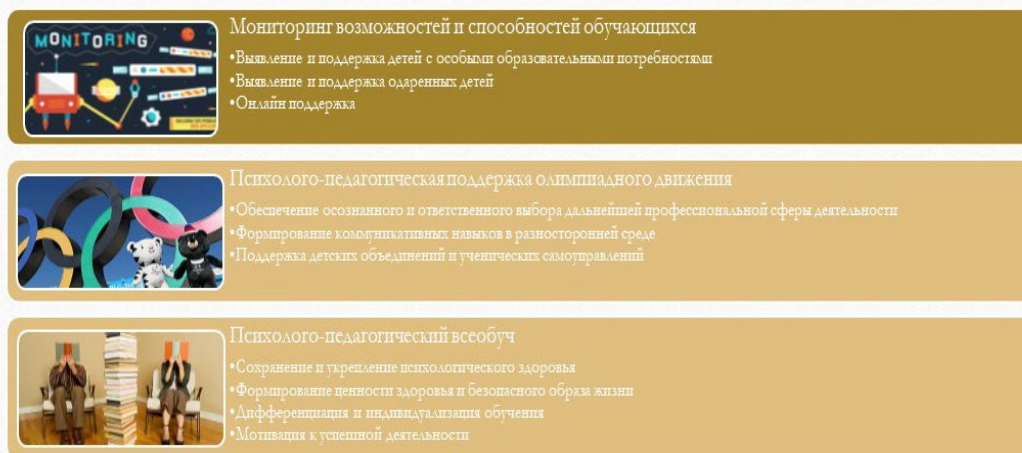 MONITORING
Мониторинг возможностей и способностей обучающихся
•Выявление и поддержка детей с особыми образовательными потребностями
•Выявление и поддержка одаренных детей
•Онлайн поддержка
Психолого-педагогическая поддержка олимпиадного движения
•Обеспечение осознанного и ответственного выбора дальнейшей профессиональной сферы деятельности
•Формирование коммуникативных навыков в разносторонней среде
•Поддержка детских объединений и ученических самоуправлений
Психолого-педагогический всеобуч
•Сохранение и укрепление психологического здоровья
•Формирование ценности здоровья и безопасного образа жизни
•Дифференциация и индивидуализация обучения
•Мотивация к успешной деятельности